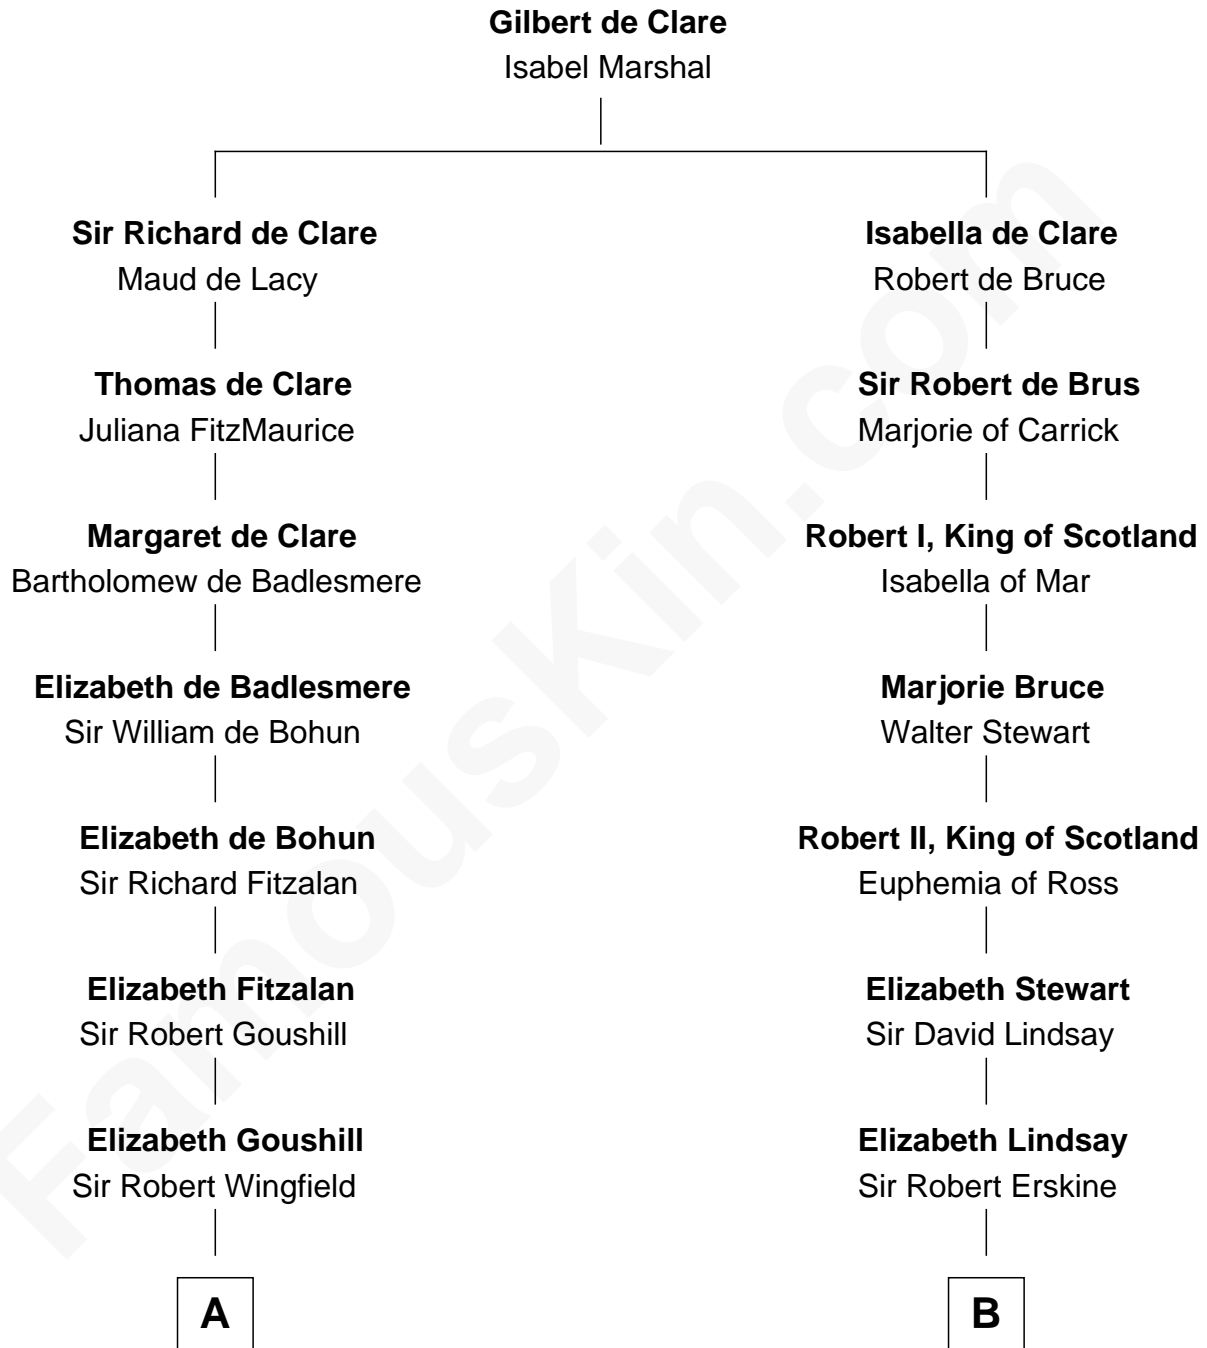 Gilbert de Clare
Isabel Marshal
Sir Richard de Clare
Maud de Lacy
Thomas de Clare
Juliana FitzMaurice
Margaret de Clare
Bartholomew de Badlesmere
Elizabeth de Badlesmere
Sir William de Bohun
Elizabeth de Bohun
Sir Richard Fitzalan
Elizabeth Fitzalan
Sir Robert Goushill
Elizabeth Goushill
Sir Robert Wingfield
A
Isabella de Clare
Robert de Bruce
Sir Robert de Brus
Marjorie of Carrick
Robert I, King of Scotland
Isabella of Mar
Marjorie Bruce
Walter Stewart
Robert II, King of Scotland
Euphemia of Ross
Elizabeth Stewart
Sir David Lindsay
Elizabeth Lindsay
Sir Robert Erskine
B
FamousKin.com